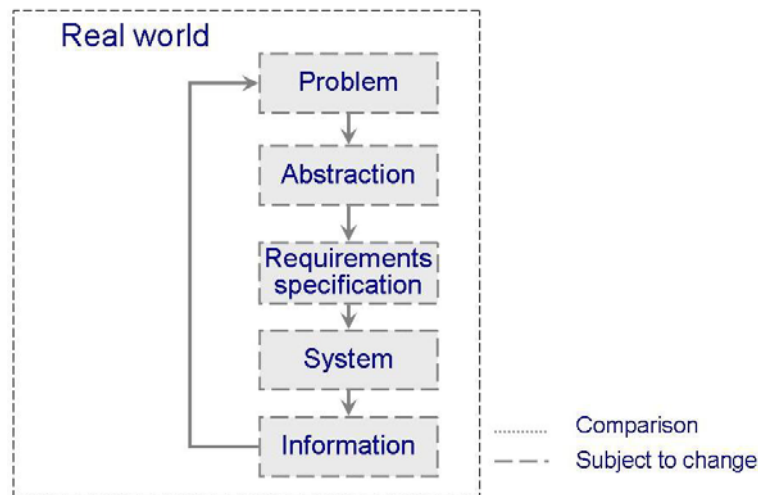 Real world
Problem
Abstraction
Requirements
specification
System
Information
Comparison
Subject to change